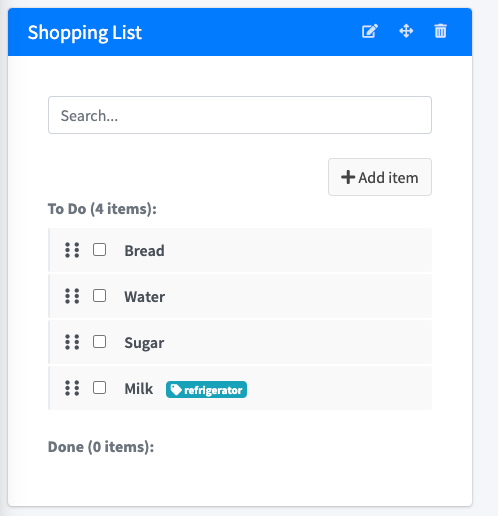 Shopping List
Search...
Add item
To Do (4 items):
Bread
Water
Sugar
Milk refrigerator
Done (0 items):